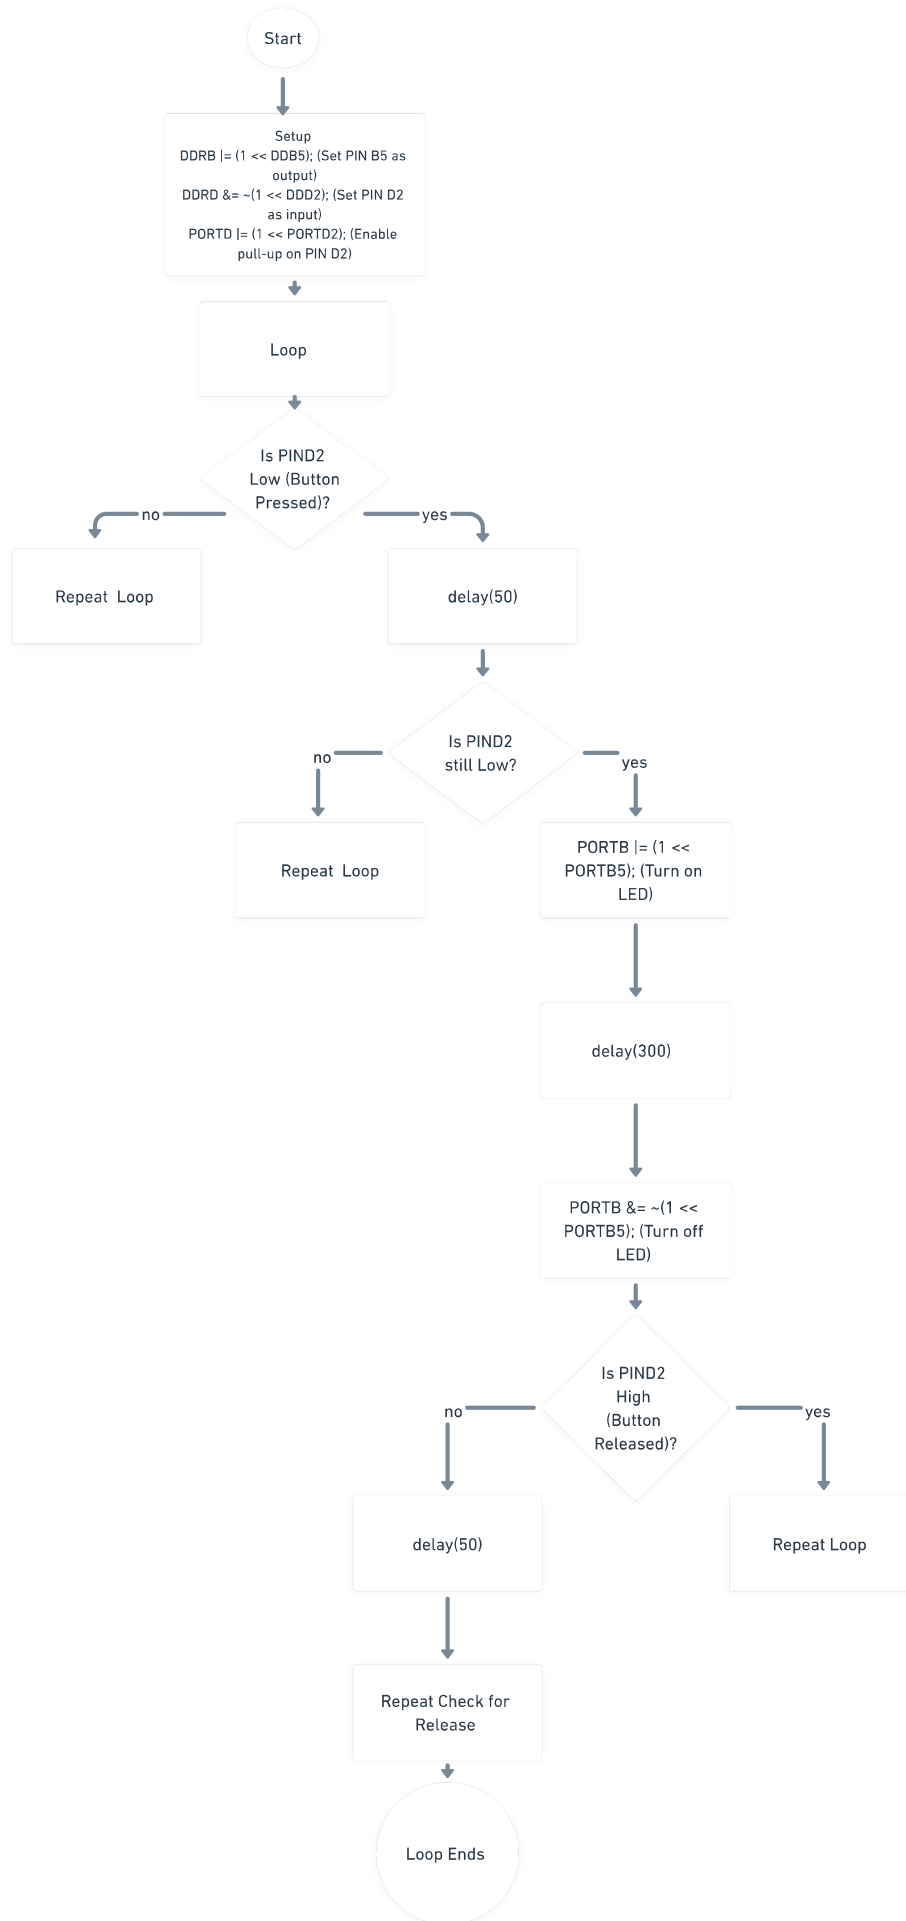 Start
Setup
DDRB |= (1 << DDB5); (Set PIN B5 as
output)
DDRD &= ~(1 << DDD2); (Set PIN D2
as input)
PORTD |= (1 << PORTD2); (Enable
pull-up on PIN D2)
Loop
Is PIND2
Low (Button
Pressed)?
no
yes
Repeat  Loop
delay(50)
Is PIND2
still Low?
no
yes
Repeat  Loop
PORTB |= (1 <<
PORTB5); (Turn on
LED)
delay(300)
PORTB &= ~(1 <<
PORTB5); (Turn off
LED)
Is PIND2
High
(Button
Released)?
no
yes
delay(50)
Repeat Loop
Repeat Check for
Release
Loop Ends